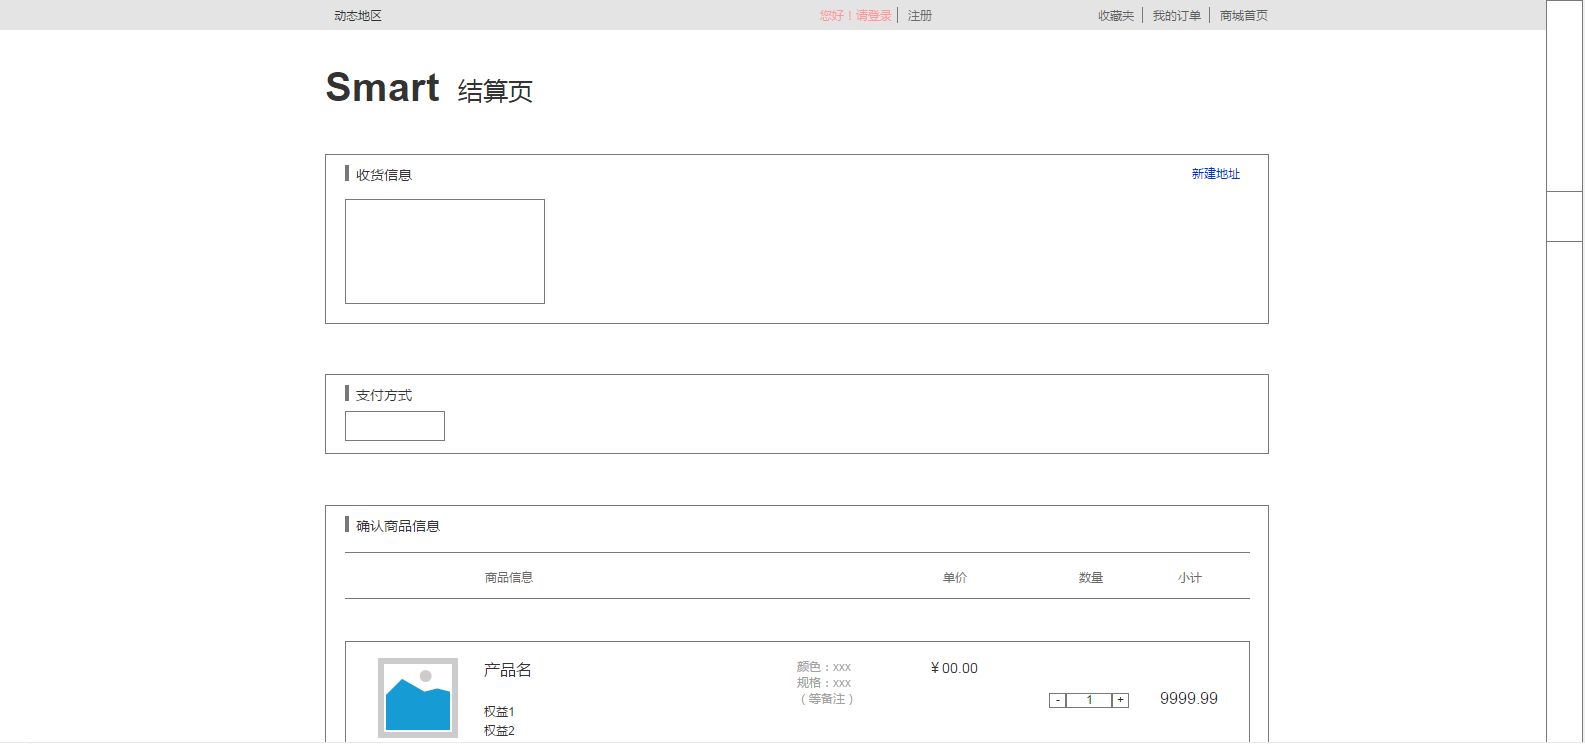 动态地区 您好！请登录 注册 收藏夹 我的订单 商城首页
Smart 结算页
收货信息 新建地址
支付方式
确认商品信息
商品信息 单价 数量 小计
产品名 颜色：xxx ¥00.00
规格：xxx
（等备注） - 1 + 9999.99
权益1
权益2